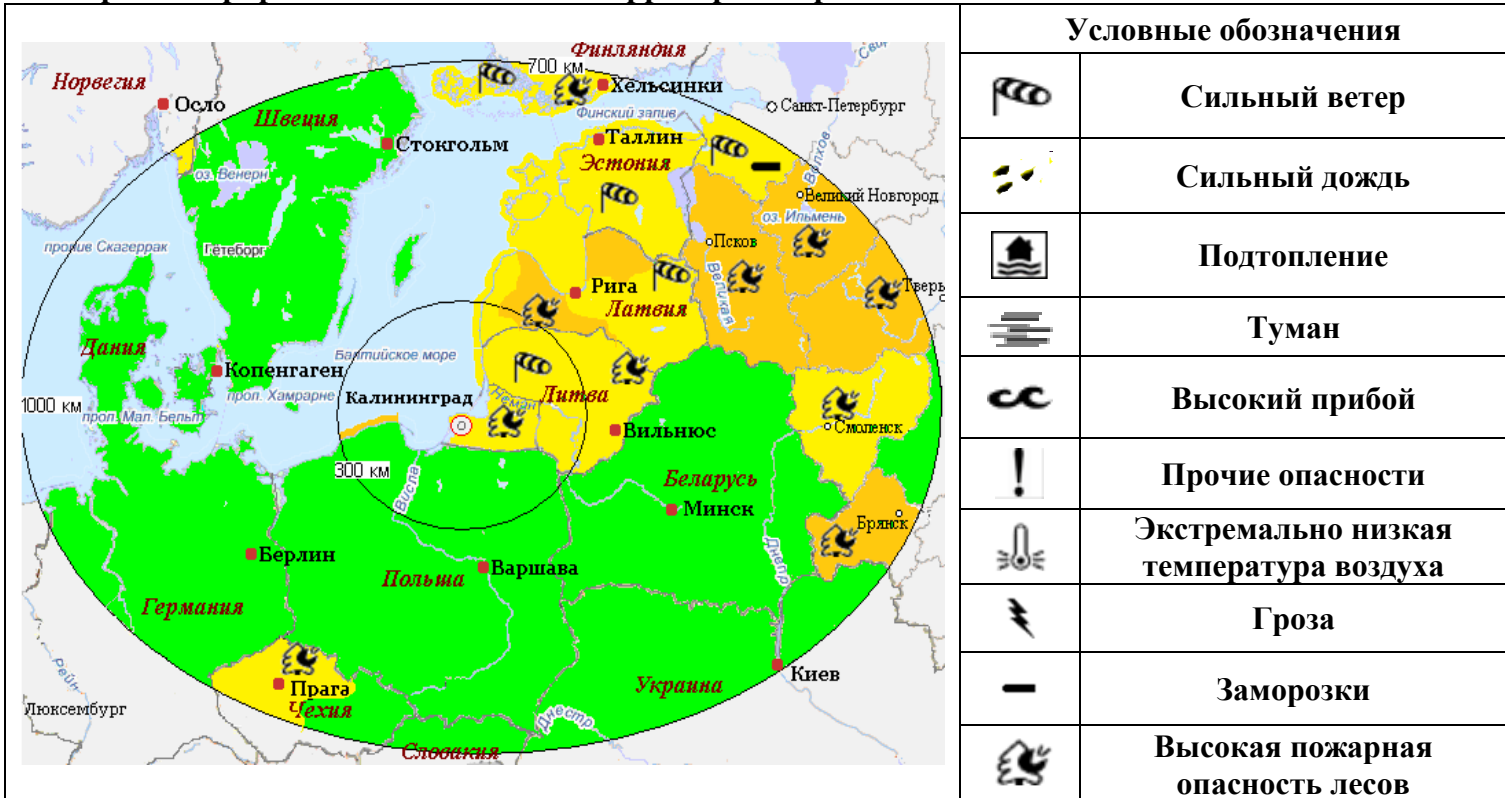 Условные обозначения
Сильный ветер
Сильный дождь
Подтопление
Туман
Высокий прибой
Прочие опасности
Экстремально низкая
температура воздуха
Гроза
Заморозки
Высокая пожарная
опасность лесов
Финляндия
700 км
Норвегия
Хельсинки
Осло
Санкт-Петербург
Швеция
Финский залив
Стокгольм
Таллин
Эстония
Волхов
оз. Венерн
Великий Новгород
оз. Ильмень
Псков
пролив Скагеррак
Гётеборг
Великая
Рига
Латвия
Тверь
Дания
Балтийское море
Копенгаген
Калининград
прол. Хамрарне
Литва
Неман
1000 км
прол. Мал. Бельт
Смоленск
Вильнюс
300 км
Висла
Беларусь
Минск
Брянск
Берлин
Варшава
Польша
Днепр
Германия
Рейн
Украина
Киев
Прага
Чехия
Люксембург
Днестр
Словакия